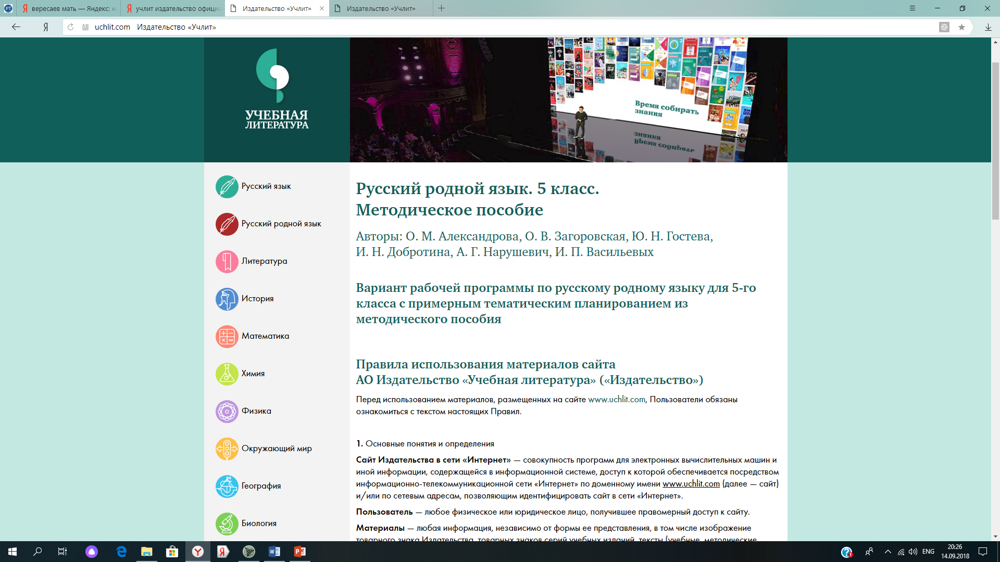 вересаев мать — Яндекс: н
учлит издательство официа
Издательство «Учлит»
Издательство «Учлит»
uchlit.com Издательство «Учлит»
УЧЕБНАЯ
ЛИТЕРАТУРА
Время собирать
знания
Русский язык
Русский родной язык
Литература
История
Математика
Химия
Физика
Окружающий мир
География
Биология
Русский родной язык. 5 класс.
Методическое пособие
Авторы: О. М. Александрова, О. В. Загоровская, Ю. Н. Гостева,
И. Н. Добротина, А. Г. Нарушевич, И. П. Васильевых
Вариант рабочей программы по русскому родному языку для 5-го
класса с примерным тематическим планированием из
методического пособия
Правила использования материалов сайта
АО Издательство «Учебная литература» («Издательство»)
Перед использованием материалов, размещенных на сайте www.uchlit.com, Пользователи обязаны
ознакомиться с текстом настоящих Правил.
1. Основные понятия и определения
Сайт Издательства в сети «Интернет» — совокупность программ для электронных вычислительных машин и
иной информации, содержащейся в информационной системе, доступ к которой обеспечивается посредством
информационно-телекоммуникационной сети «Интернет» по доменному имени www.uchlit.com (далее — сайт)
и/или по сетевым адресам, позволяющим идентифицировать сайт в сети «Интернет».
Пользователь — любое физическое или юридическое лицо, получившее правомерный доступ к сайту.
Материалы — любая информация, независимо от формы ее представления, в том числе изображение
товарного знака Издательства, товарных знаков серий учебных изданий, тексты (учебные, методические,
ENG
20:26
14.09.2018